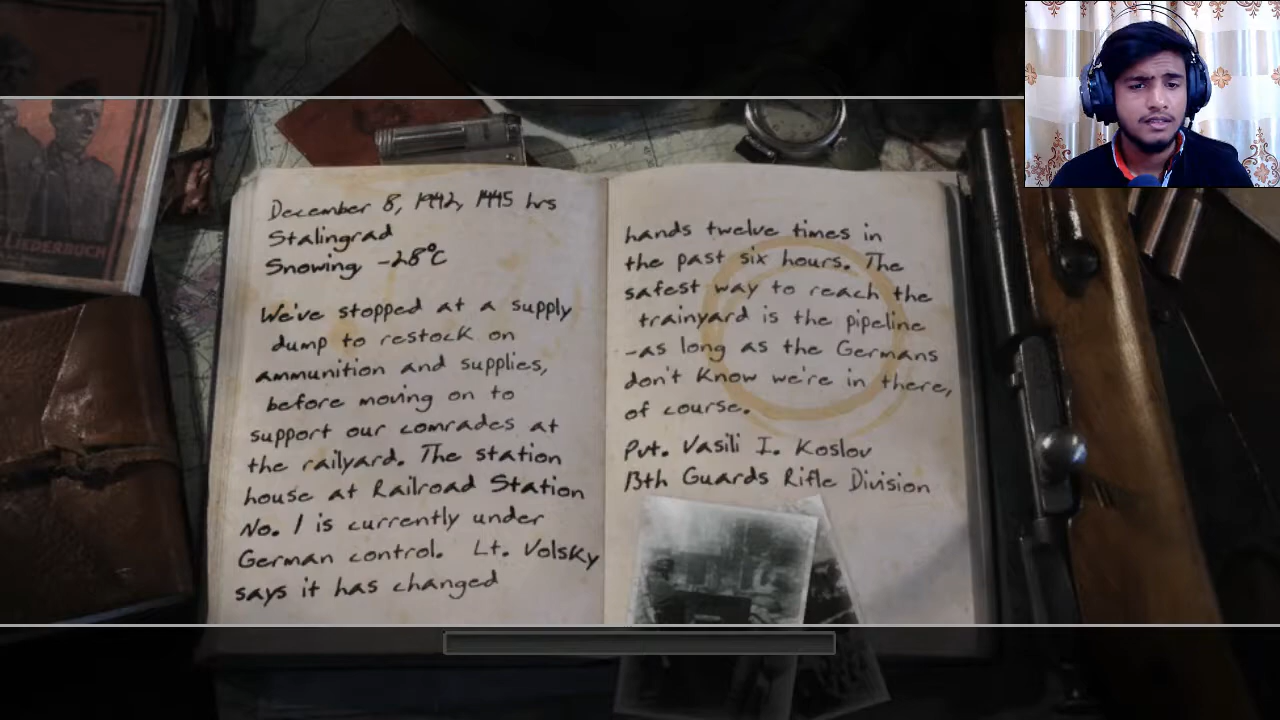 LIEDERBUCH
December 8, 1942, 1445 hrs
Stalingrad
Snowing, -28°C
We've stopped at a supply
dump to restock on
ammunition and supplies,
before moving on to
support our comrades at
the railyard. The station
house at Railroad Station
No. 1 is currently under
German control. Lt. Volsky
says it has changed
hands twelve times in
the past six hours. The
safest way to reach the
trainyard is the pipeline
-as long as the Germans
don't know we're in there,
of course.
Pvt. Vasili I. Koslov
13th Guards Rifle Division